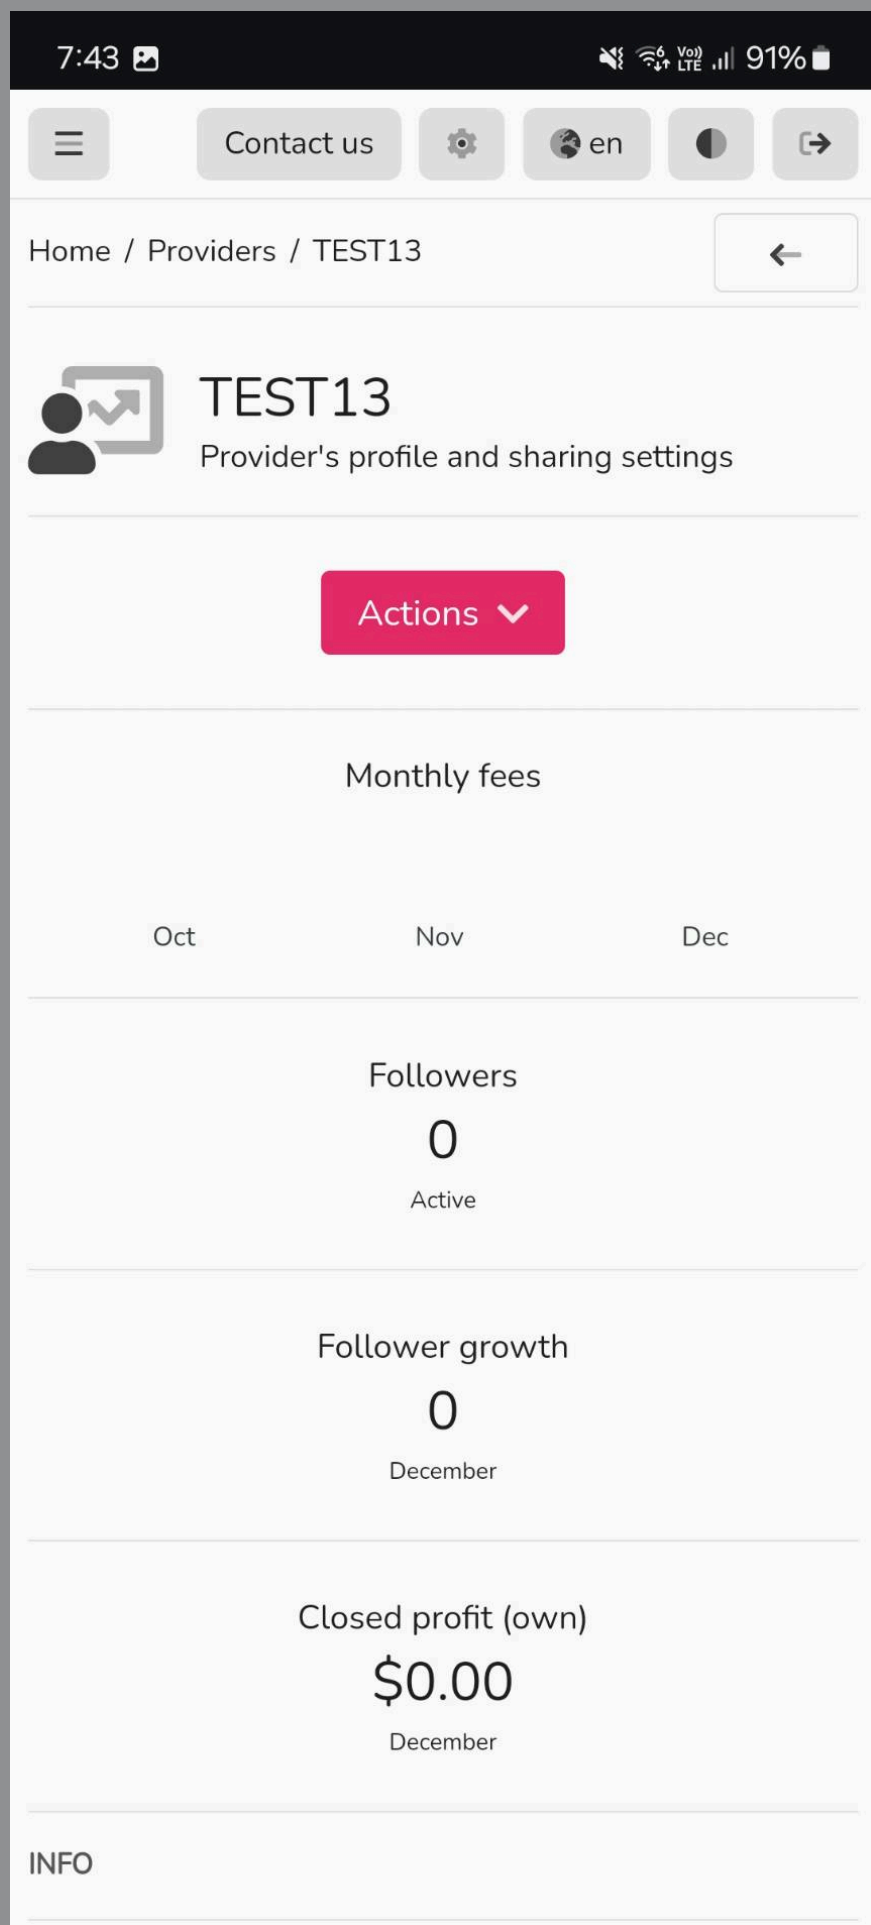 7:43 91%
Contact us en
Home / Providers / TEST13
TEST13
Provider's profile and sharing settings
Actions
Monthly fees
Oct Nov Dec
Followers
0
Active
Follower growth
0
December
Closed profit (own)
$0.00
December
INFO